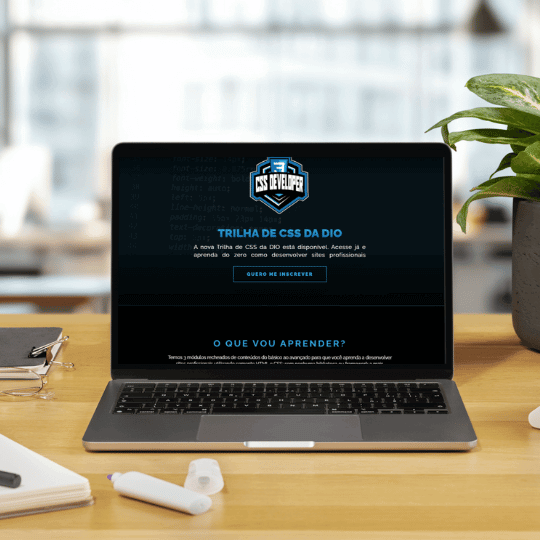 CSS DEVELOPER
TRILHA DE CSS DA DIO
A nova Trilha de CSS da DIO está disponível. Acesse já e
aprenda do zero como desenvolver sites profissionais
QUERO ME INSCREVER
O QUE VOU APRENDER?
Temos 3 módulos recheados de conteúdos do básico ao avançado para que você aprenda a desenvolver